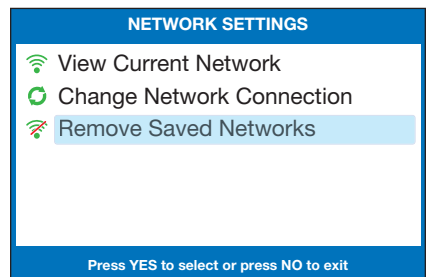 NETWORK SETTINGS
View Current Network
Change Network Connection
Remove Saved Networks
Press YES to select or press NO to exit